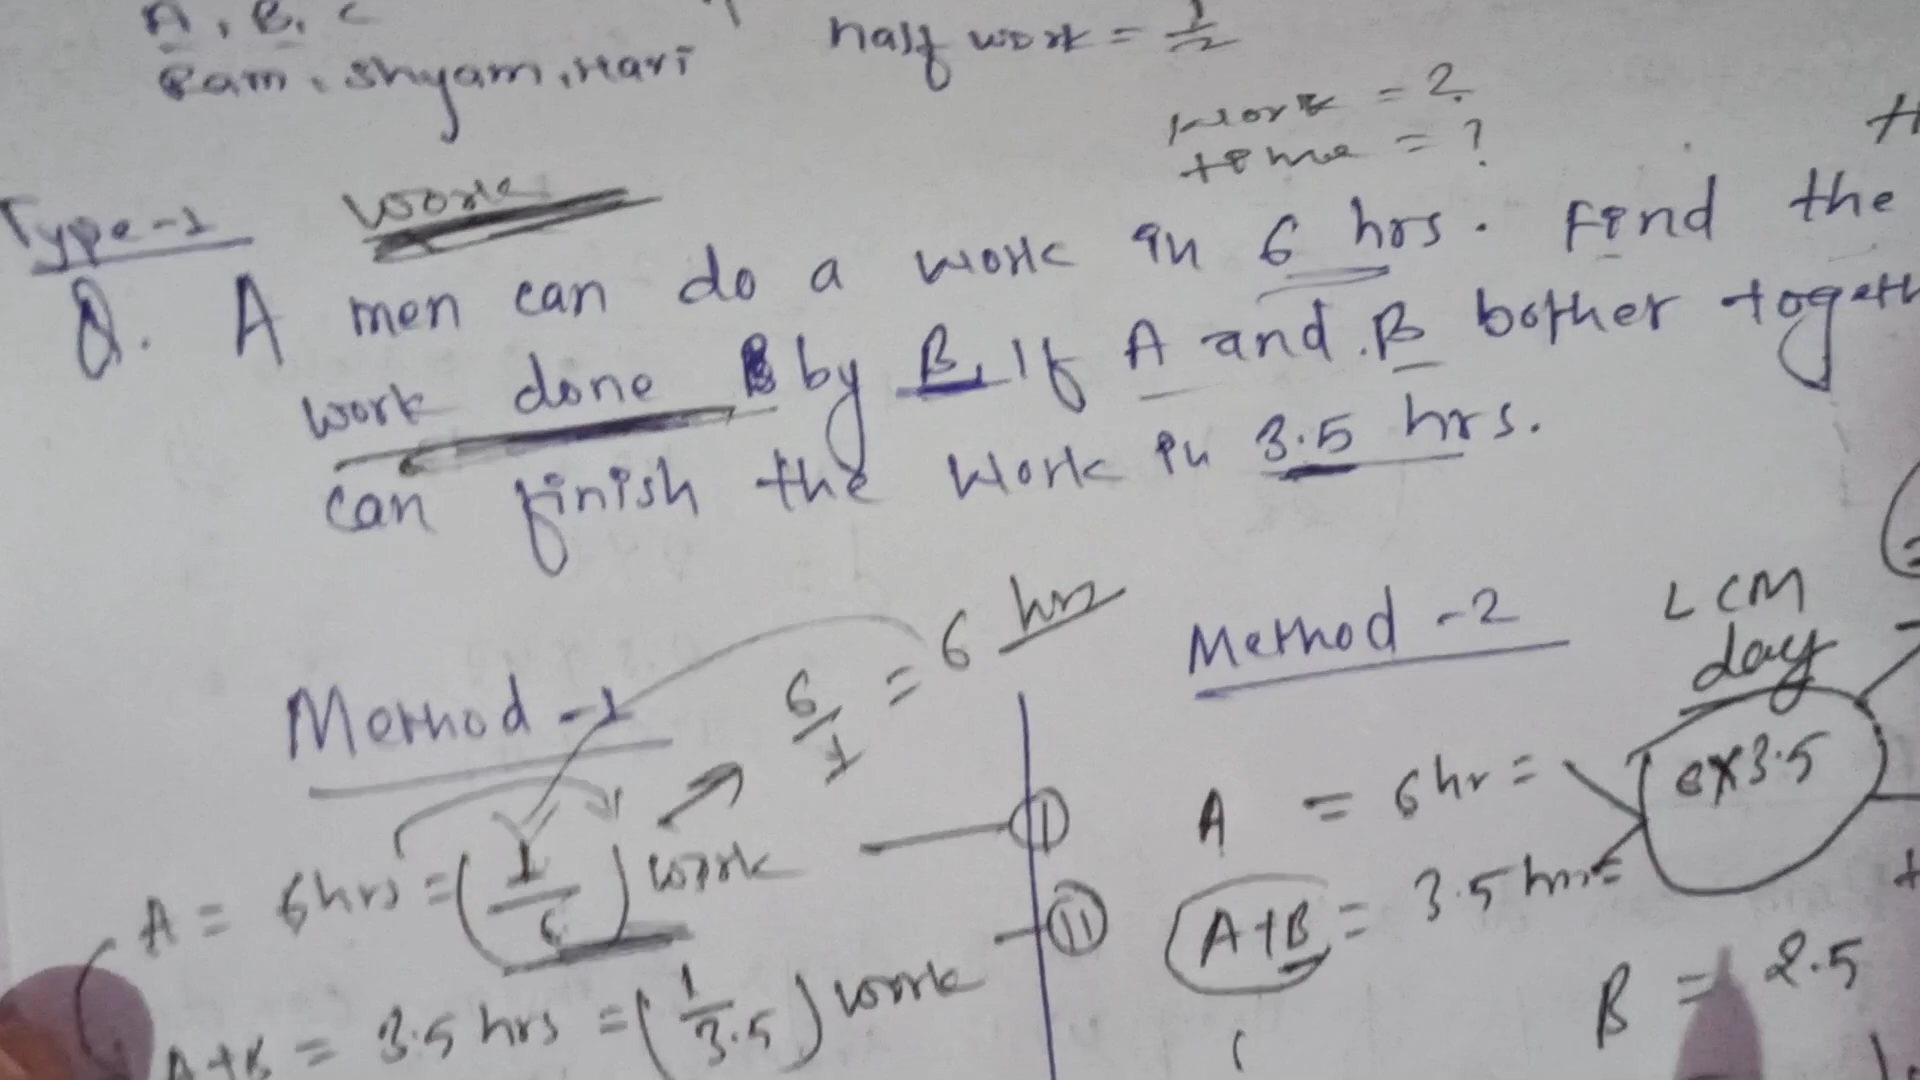 A, B, C
Ram, Shyam, Hari
half work = 1/2
work = ?
time = ?
Type-1 work
Q. A men can do a work in 6 hrs. Find the
work done by B, If A and B bother togeth
can finish the work in 3.5 hrs.
Method-1
6/1 = 6 hrs
A = 6hrs = (1/6) work — (I)
A+B = 3.5 hrs = (1/3.5) work — (II)
Method-2
LCM
day
A = 6hr =
6×3.5
A+B = 3.5 hrs
B = 2.5